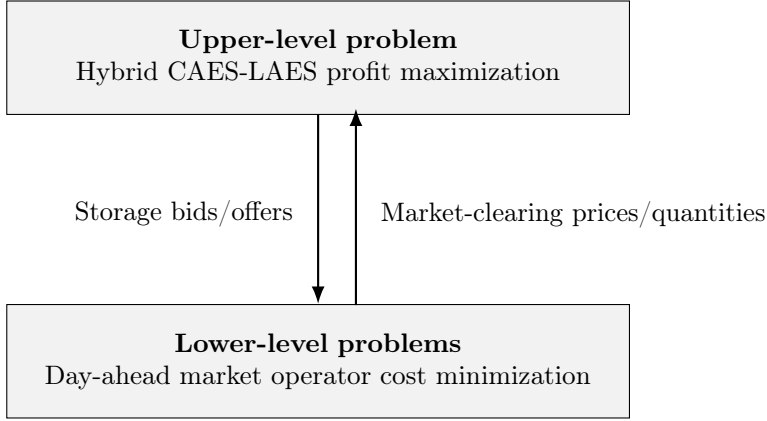 Upper-level problem
Hybrid CAES-LAES profit maximization
Storage bids/offers
Market-clearing prices/quantities
Lower-level problems
Day-ahead market operator cost minimization